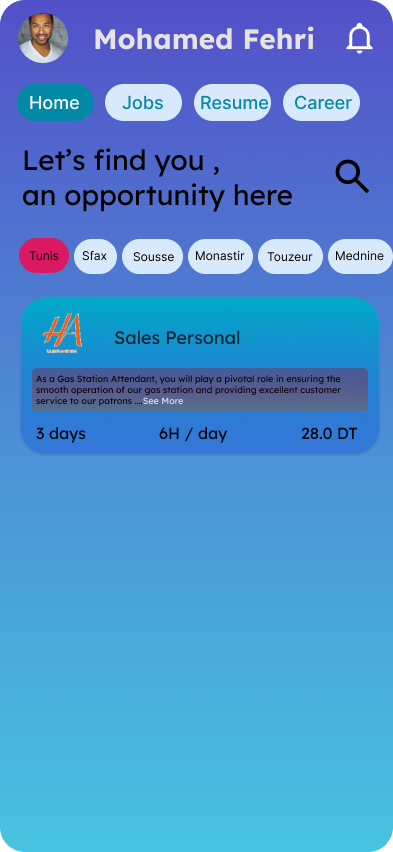 Mohamed Fehri
Home Jobs Resume Career
Let's find you ,
an opportunity here
Tunis Sfax Sousse Monastir Touzeur Mednine
HA
Sales Personal
As a Gas Station Attendant, you will play a pivotal role in ensuring the
smooth operation of our gas station and providing excellent customer
service to our patrons ... See More
3 days 6H / day 28.0 DT